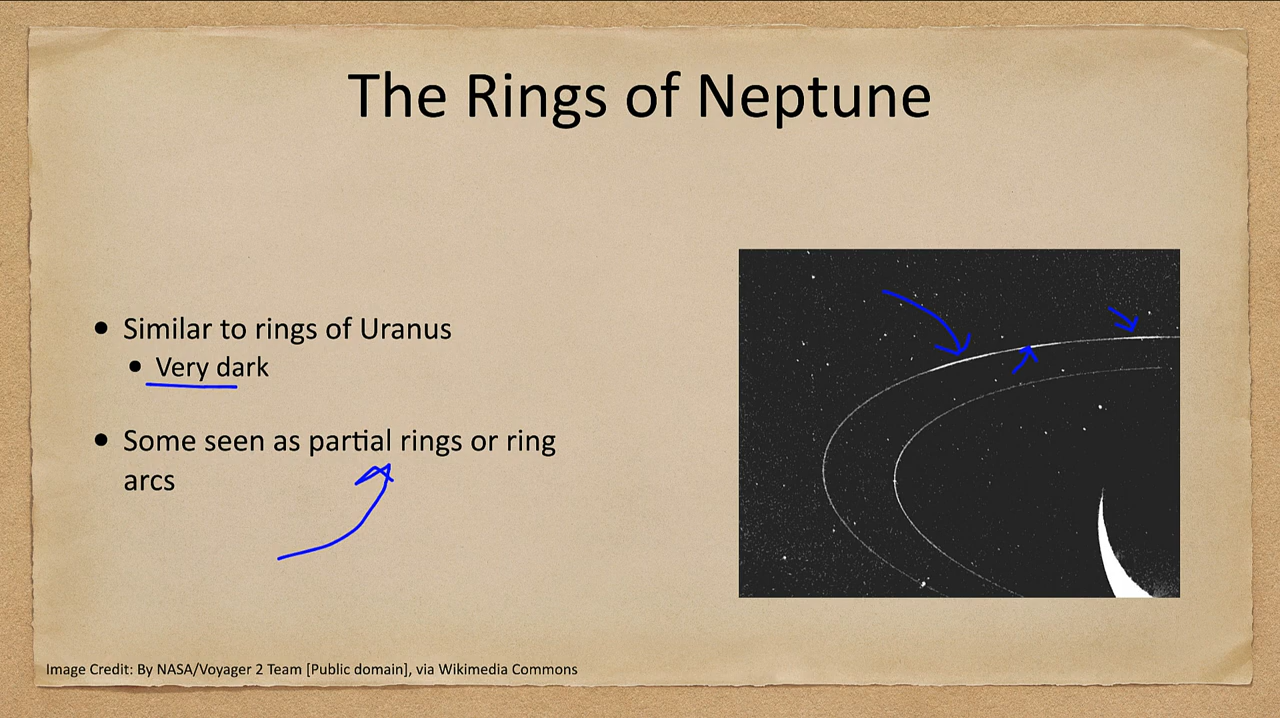 The Rings of Neptune
• Similar to rings of Uranus
• Very dark
• Some seen as partial rings or ring
arcs
Image Credit: By NASA/Voyager 2 Team [Public domain], via Wikimedia Commons